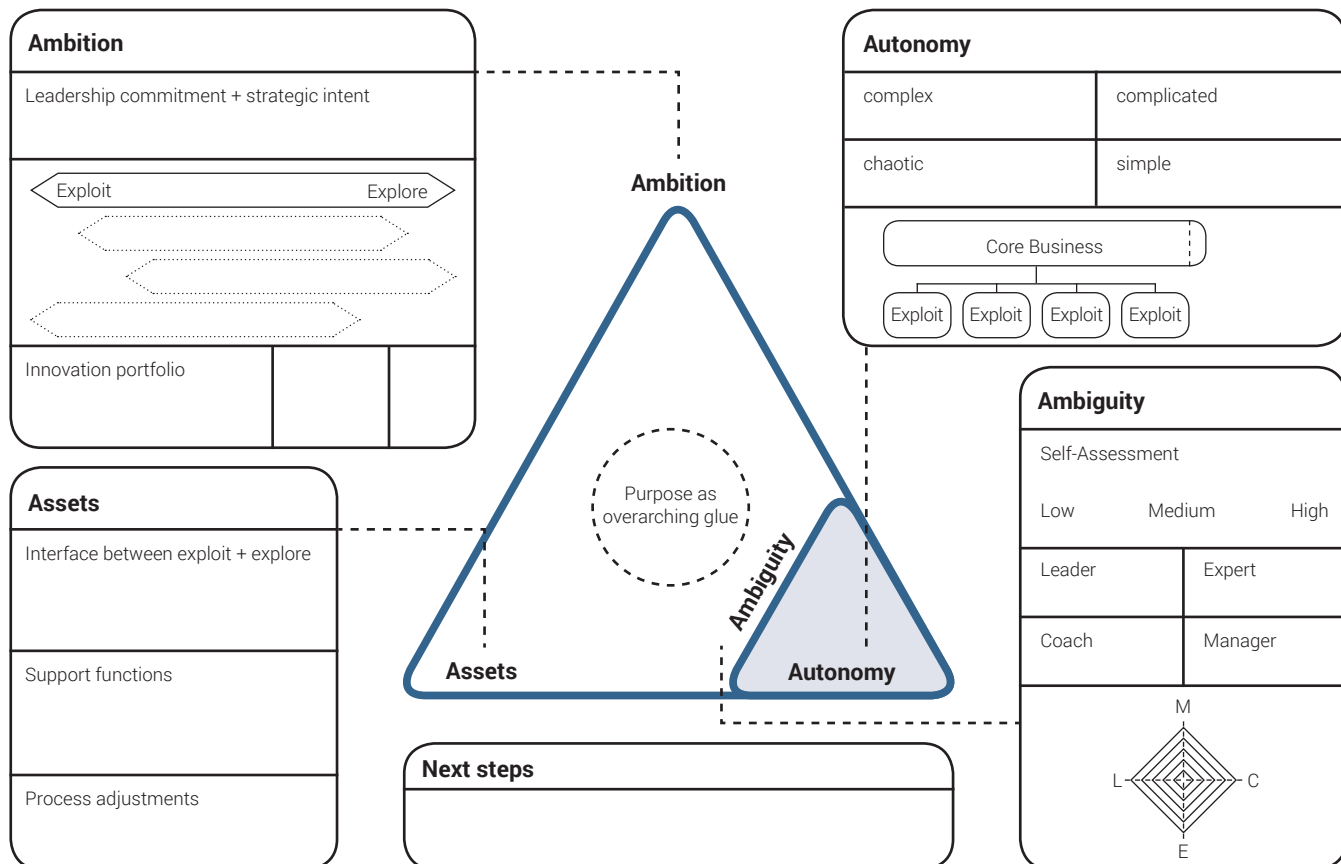 Ambition
Leadership commitment + strategic intent
Exploit
Explore
Innovation portfolio
Assets
Interface between exploit + explore
Support functions
Process adjustments
Ambition
Purpose as
overarching glue
Ambiguity
Assets
Autonomy
Next steps
Autonomy
complex
complicated
chaotic
simple
Core Business
Exploit
Exploit
Exploit
Exploit
Ambiguity
Self-Assessment
Low
Medium
High
Leader
Expert
Coach
Manager
M
L
C
E